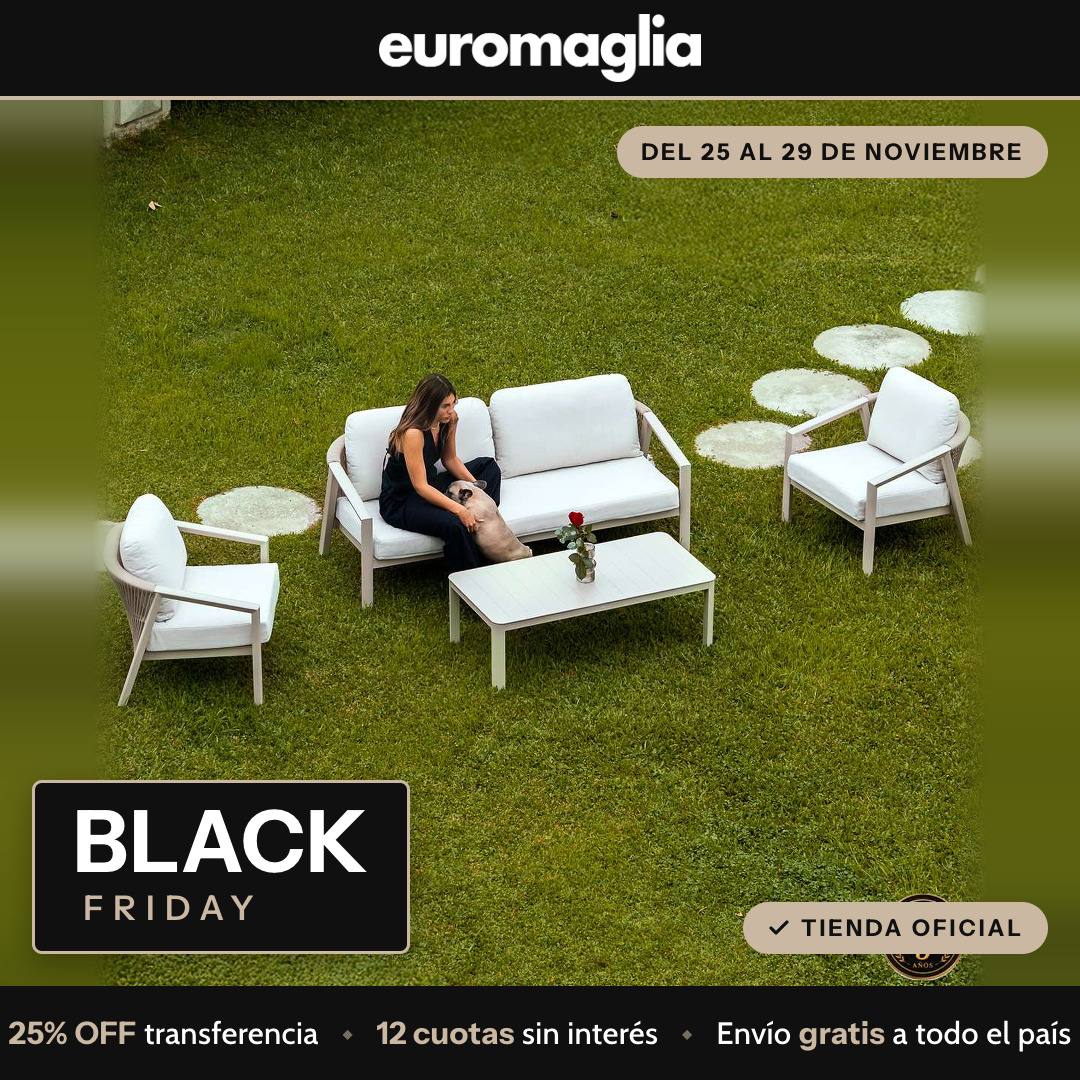 euromaglia
DEL 25 AL 29 DE NOVIEMBRE
BLACK
FRIDAY
✓ TIENDA OFICIAL
AÑOS
25% OFF transferencia ◆ 12 cuotas sin interés ◆ Envío gratis a todo el país